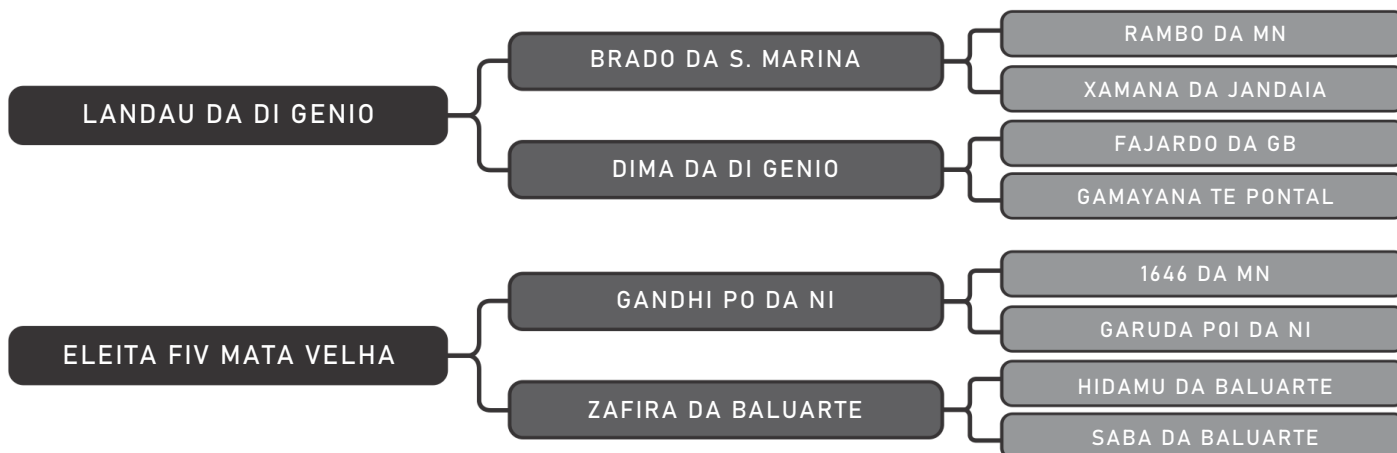 LANDAU DA DI GENIO
BRADO DA S. MARINA
RAMBO DA MN
XAMANA DA JANDAIA
DIMA DA DI GENIO
FAJARDO DA GB
GAMAYANA TE PONTAL
ELEITA FIV MATA VELHA
GANDHI PO DA NI
1646 DA MN
GARUDA POI DA NI
ZAFIRA DA BALUARTE
HIDAMU DA BALUARTE
SABA DA BALUARTE